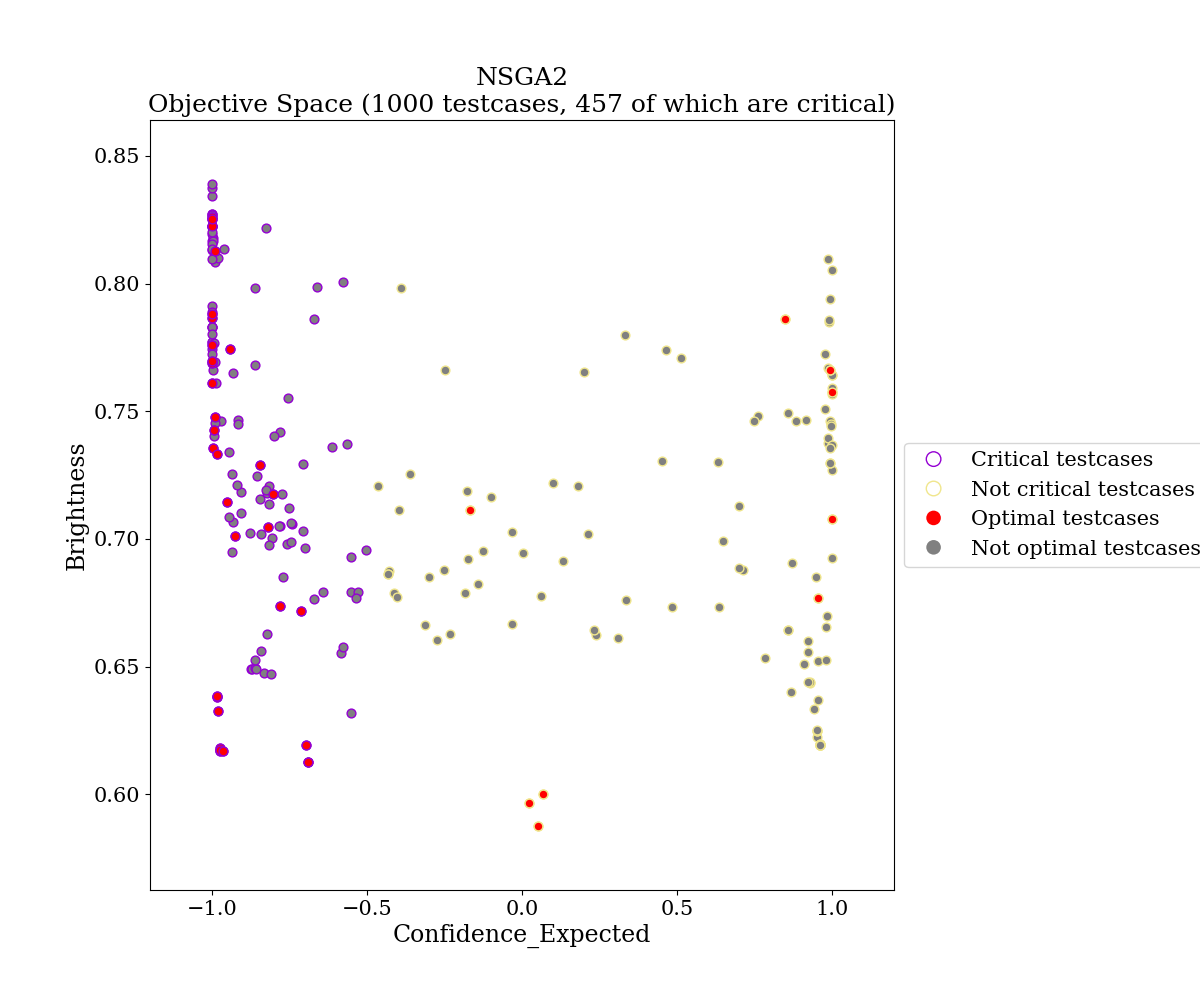 NSGA2
Objective Space (1000 testcases, 457 of which are critical)
0.85
0.80
0.75
0.70
0.65
0.60
Brightness
−1.0
−0.5
0.0
0.5
1.0
Confidence_Expected
Critical testcases
Not critical testcases
Optimal testcases
Not optimal testcases